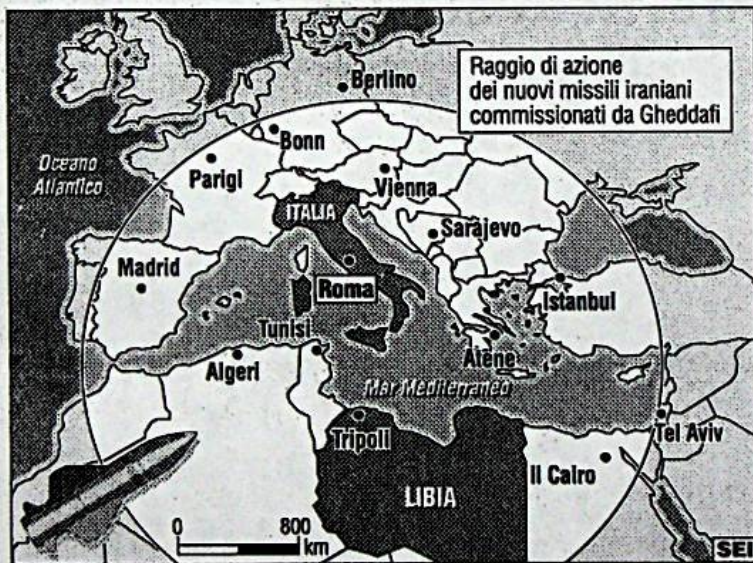 Raggio di azione
dei nuovi missili iraniani
commissionati da Gheddafi
Berlino
Bonn
Oceano
Atlantico
Parigi
Vienna
ITALIA
Sarajevo
Madrid
Roma
Istanbul
Tunisi
Atene
Algeri
Mar Mediterraneo
Tripoli
Tel Aviv
Il Cairo
LIBIA
0 800
km
SEI